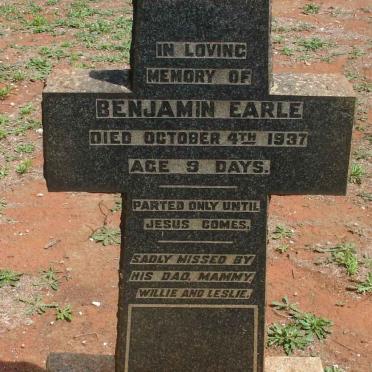 IN LOVING
MEMORY OF
BENJAMIN EARLE
DIED OCTOBER 4TH 1937
AGE 9 DAYS.
PARTED ONLY UNTIL
JESUS COMES.
SADLY MISSED BY
HIS DAD, MAMMY,
WILLIE AND LESLIE.